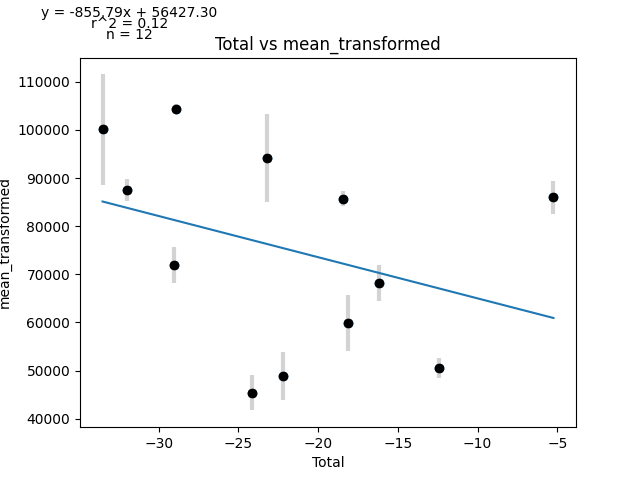 y = -855.79x + 56427.30
r^2 = 0.12
n = 12
Total vs mean_transformed
110000
100000
90000
80000
70000
60000
50000
40000
mean_transformed
−30
−25
−20
−15
−10
−5
Total